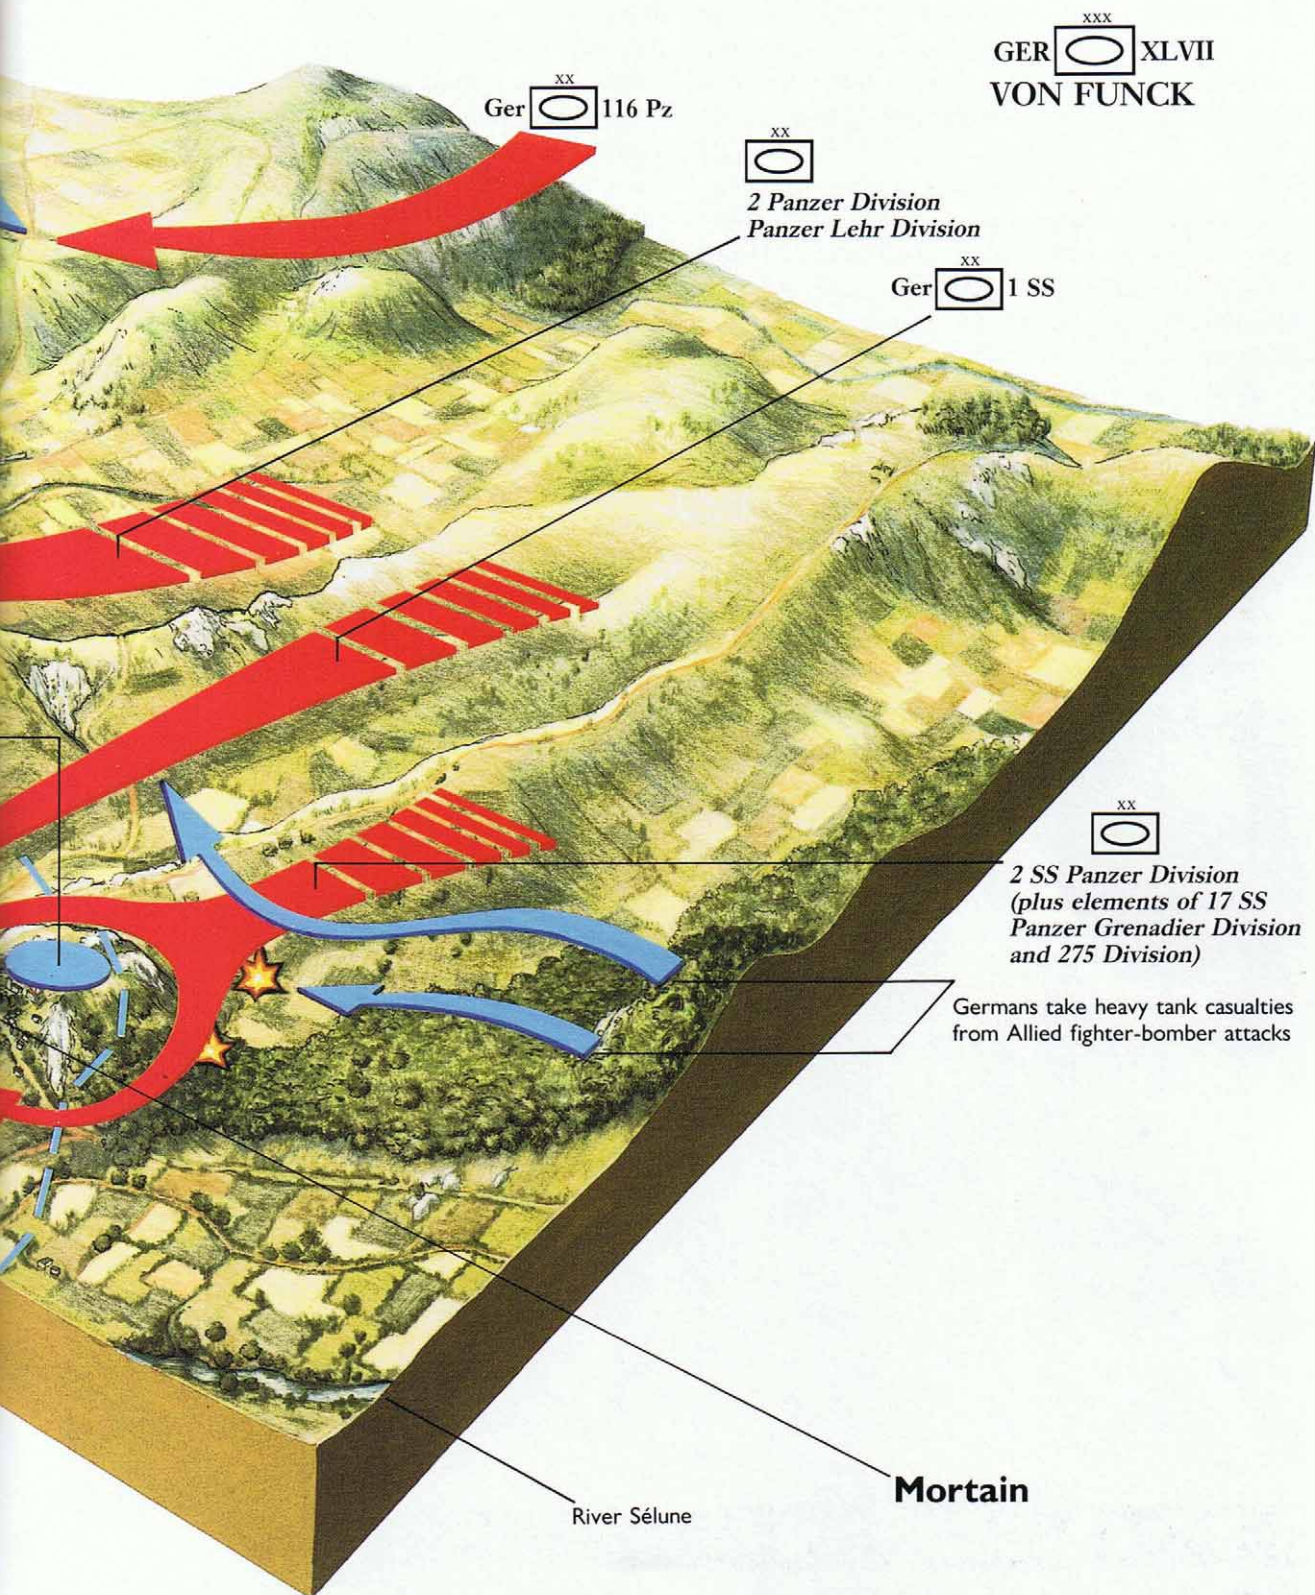 xxx
GER XLVII
VON FUNCK
xx
Ger 116 Pz
xx
2 Panzer Division
Panzer Lehr Division
xx
Ger 1 SS
xx
2 SS Panzer Division
(plus elements of 17 SS
Panzer Grenadier Division
and 275 Division)
Germans take heavy tank casualties
from Allied fighter-bomber attacks
Mortain
River Sélune